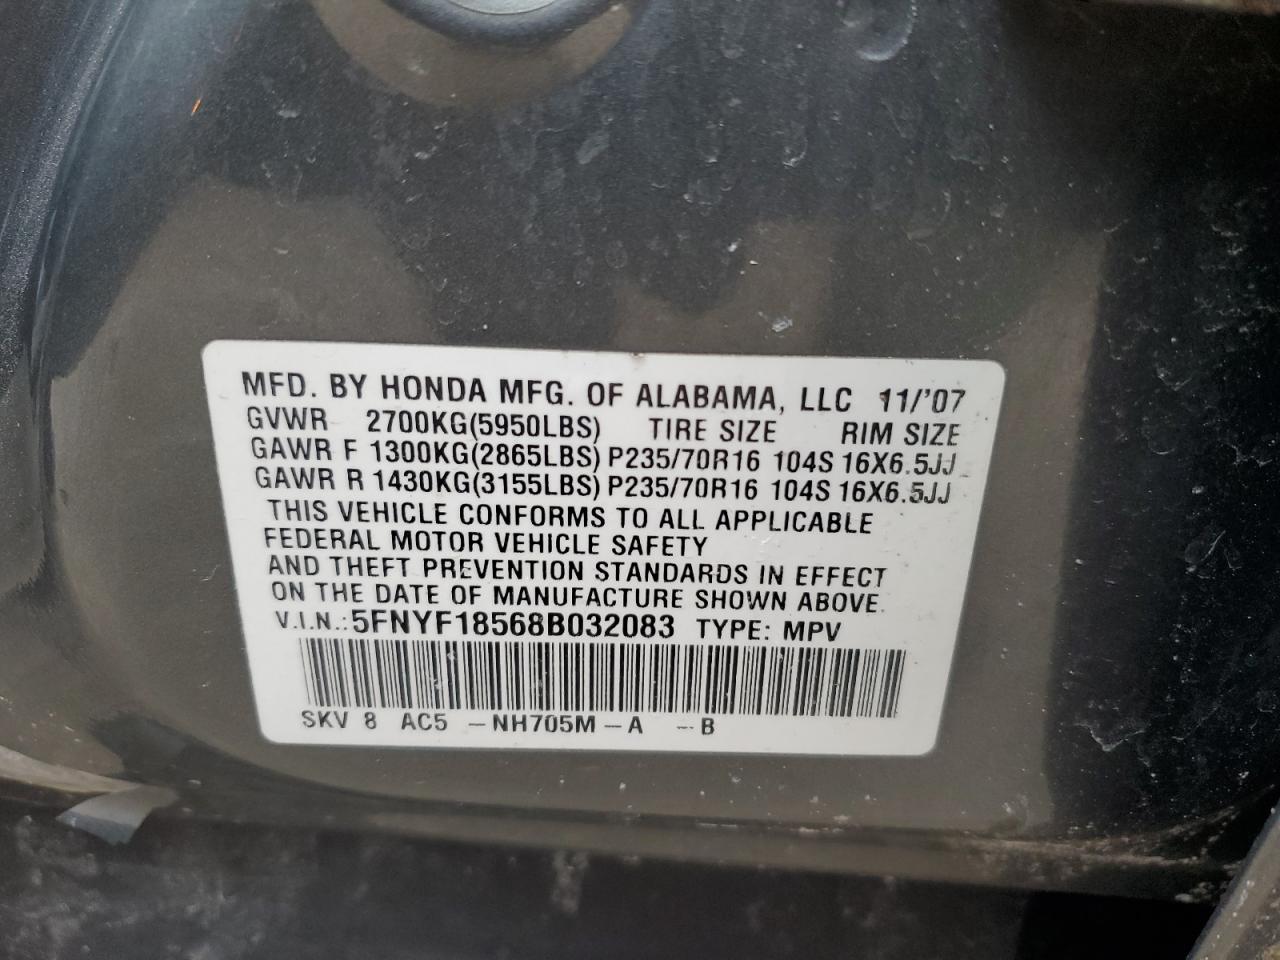 MFD. BY HONDA MFG. OF ALABAMA, LLC 11/'07
GVWR 2700KG(5950LBS) TIRE SIZE RIM SIZE
GAWR F 1300KG(2865LBS) P235/70R16 104S 16X6.5JJ
GAWR R 1430KG(3155LBS) P235/70R16 104S 16X6.5JJ
THIS VEHICLE CONFORMS TO ALL APPLICABLE
FEDERAL MOTOR VEHICLE SAFETY
AND THEFT PREVENTION STANDARDS IN EFFECT
ON THE DATE OF MANUFACTURE SHOWN ABOVE.
V.I.N.: 5FNYF18568B032083 TYPE: MPV
SKV 8 AC5 -NH705M-A --B